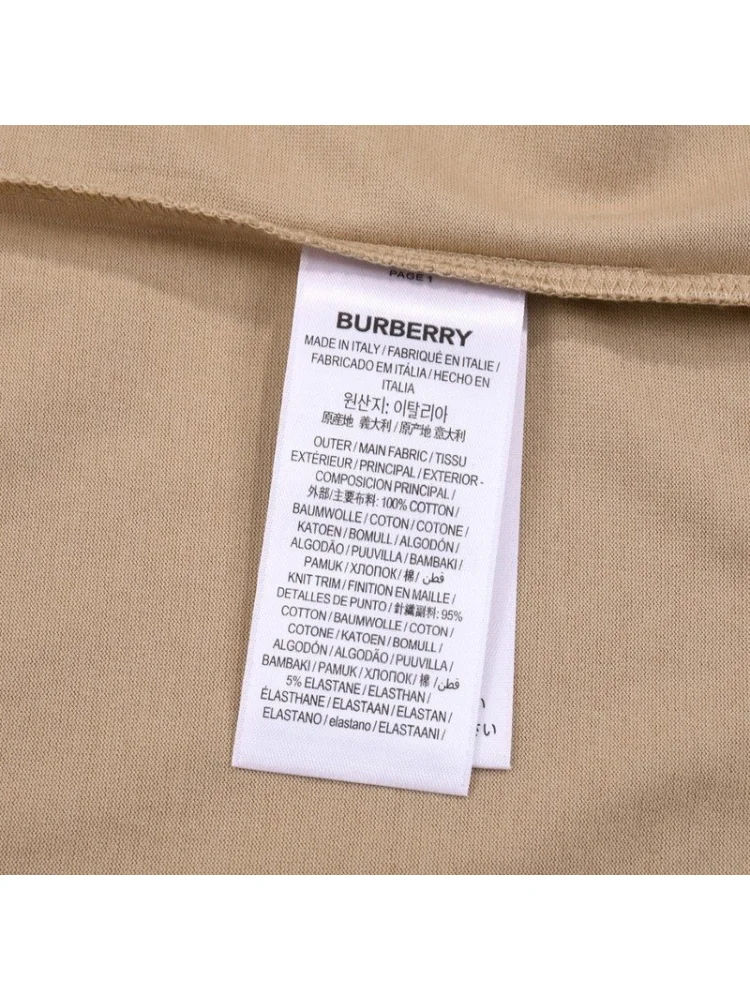 PAGE 1
BURBERRY
MADE IN ITALY / FABRIQUÉ EN ITALIE /
FABRICADO EM ITÁLIA / HECHO EN
ITALIA
원산지: 이탈리아
原産地 義大利 / 原产地 意大利
OUTER / MAIN FABRIC / TISSU
EXTÉRIEUR / PRINCIPAL / EXTERIOR -
COMPOSICIÓN PRINCIPAL /
外部/主要布料: 100% COTTON /
BAUMWOLLE / COTON / COTONE /
KATOEN / BOMULL / ALGODÓN /
ALGODÃO / PUUVILLA / BAMBAKI /
PAMUK / ХЛОПОК / 棉 / قطن
KNIT TRIM / FINITION EN MAILLE /
DETALLES DE PUNTO / 針織副料: 95%
COTTON / BAUMWOLLE / COTON /
COTONE / KATOEN / BOMULL /
ALGODÓN / ALGODÃO / PUUVILLA /
BAMBAKI / PAMUK / ХЛОПОК / 棉 / قطن
5% ELASTANE / ELASTHAN /
ÉLASTHANE / ELASTAAN / ELASTAN /
ELASTANO / elastano / ELASTAANI /
さい